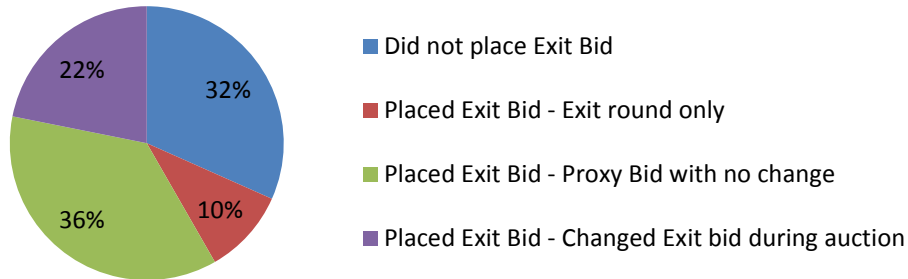 22%
32%
10%
36%
Did not place Exit Bid
Placed Exit Bid - Exit round only
Placed Exit Bid - Proxy Bid with no change
Placed Exit Bid - Changed Exit bid during auction